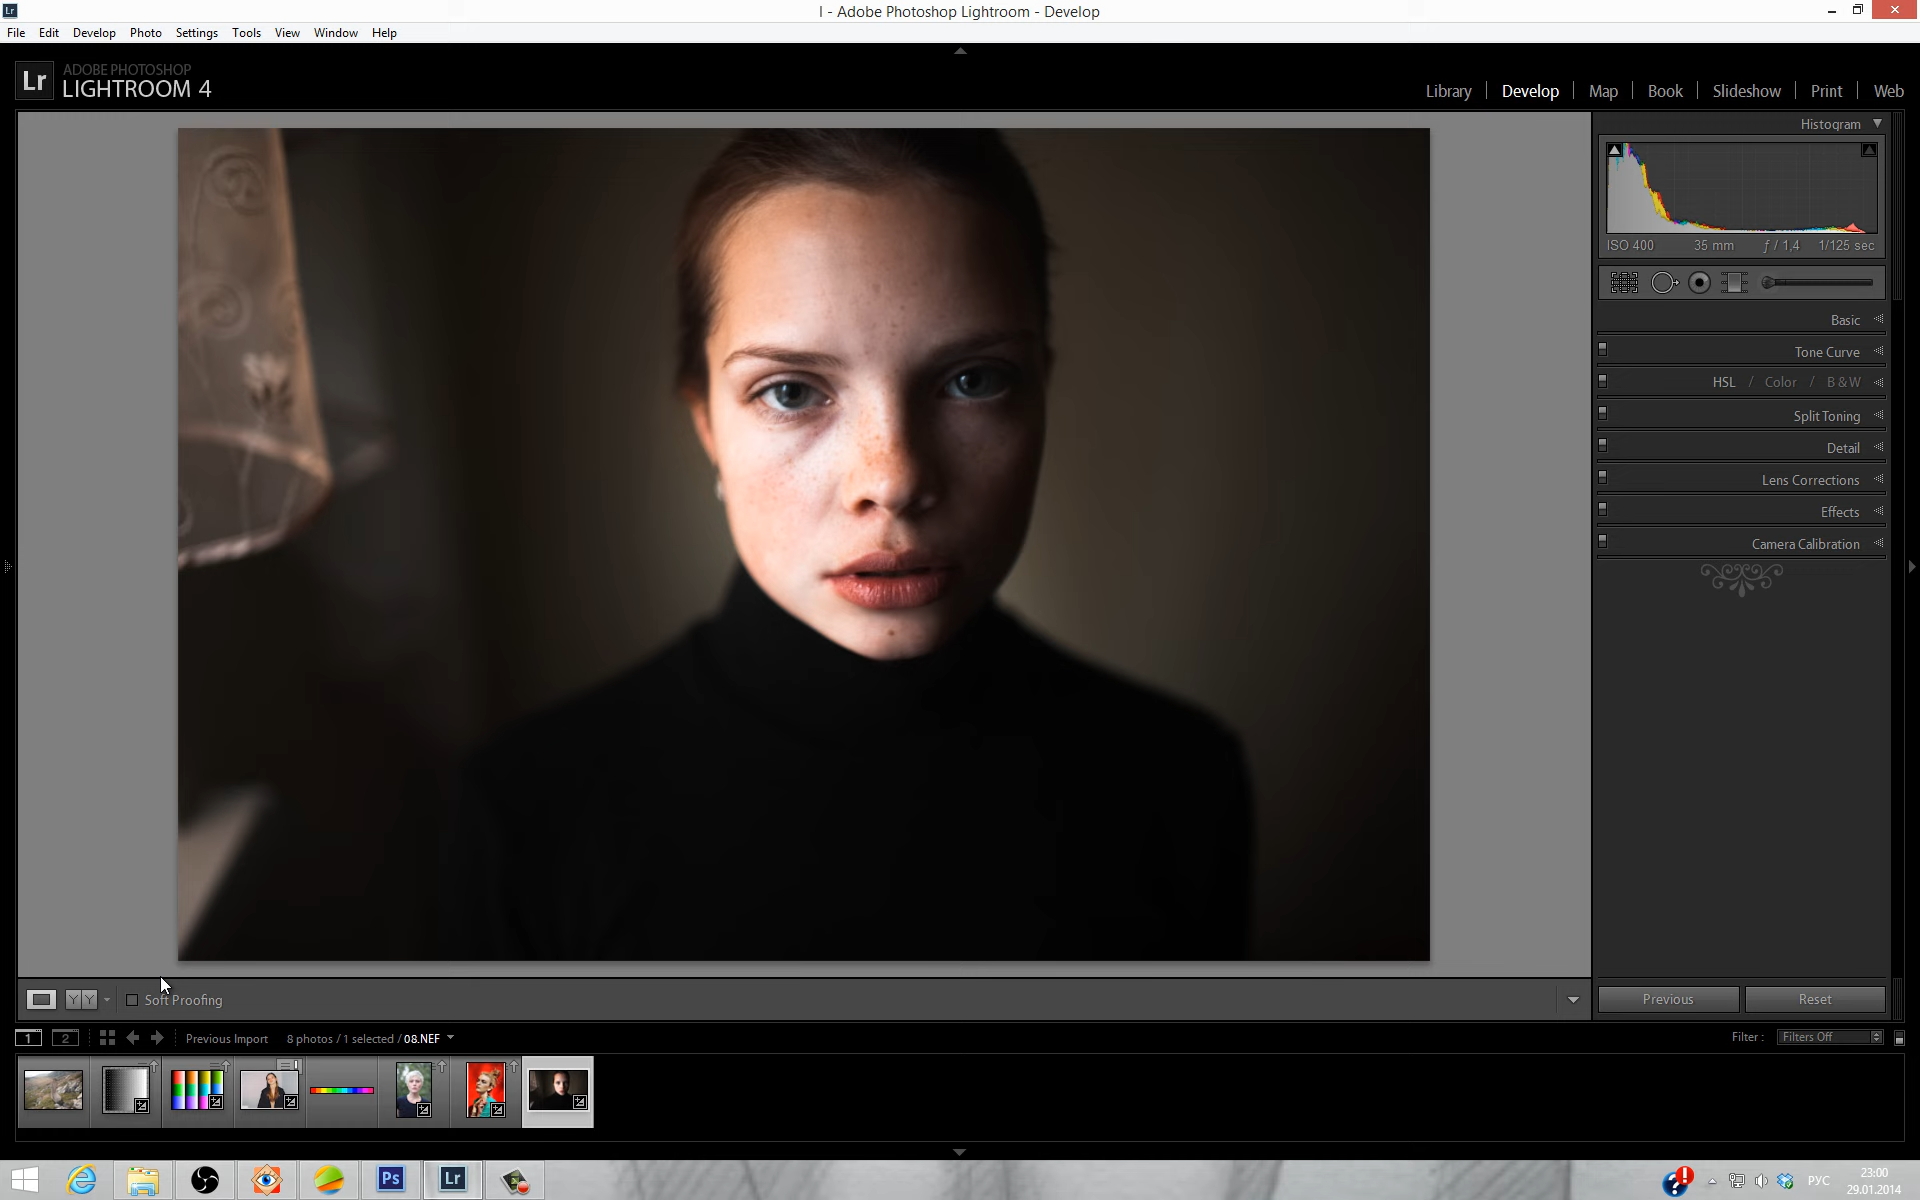 Lr
l - Adobe Photoshop Lightroom - Develop
File Edit Develop Photo Settings Tools View Window Help
Lr ADOBE PHOTOSHOP
LIGHTROOM 4
Library Develop Map Book Slideshow Print Web
Histogram
ISO 400 35 mm ƒ / 1,4 1/125 sec
Basic
Tone Curve
HSL / Color / B & W
Split Toning
Detail
Lens Corrections
Effects
Camera Calibration
Y Y Soft Proofing
Previous Reset
1 2 Previous Import 8 photos / 1 selected / 08.NEF Filter : Filters Off
Ps Lr РУС
23:00
29.01.2014